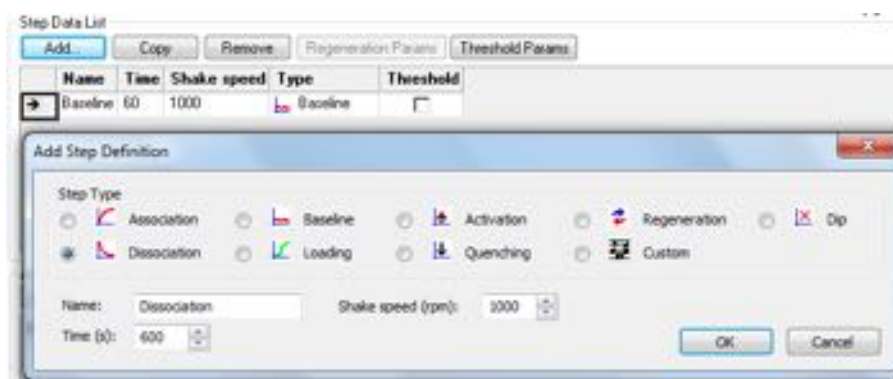 Step Data List
Add... Copy Remove Regeneration Params Threshold Params
Name Time Shake speed Type Threshold
Baseline 60 1000 Baseline
Add Step Definition
Step Type
Association Baseline Activation Regeneration Dip
Dissociation Loading Quenching Custom
Name: Dissociation Shake speed (rpm): 1000
Time (s): 600
OK Cancel